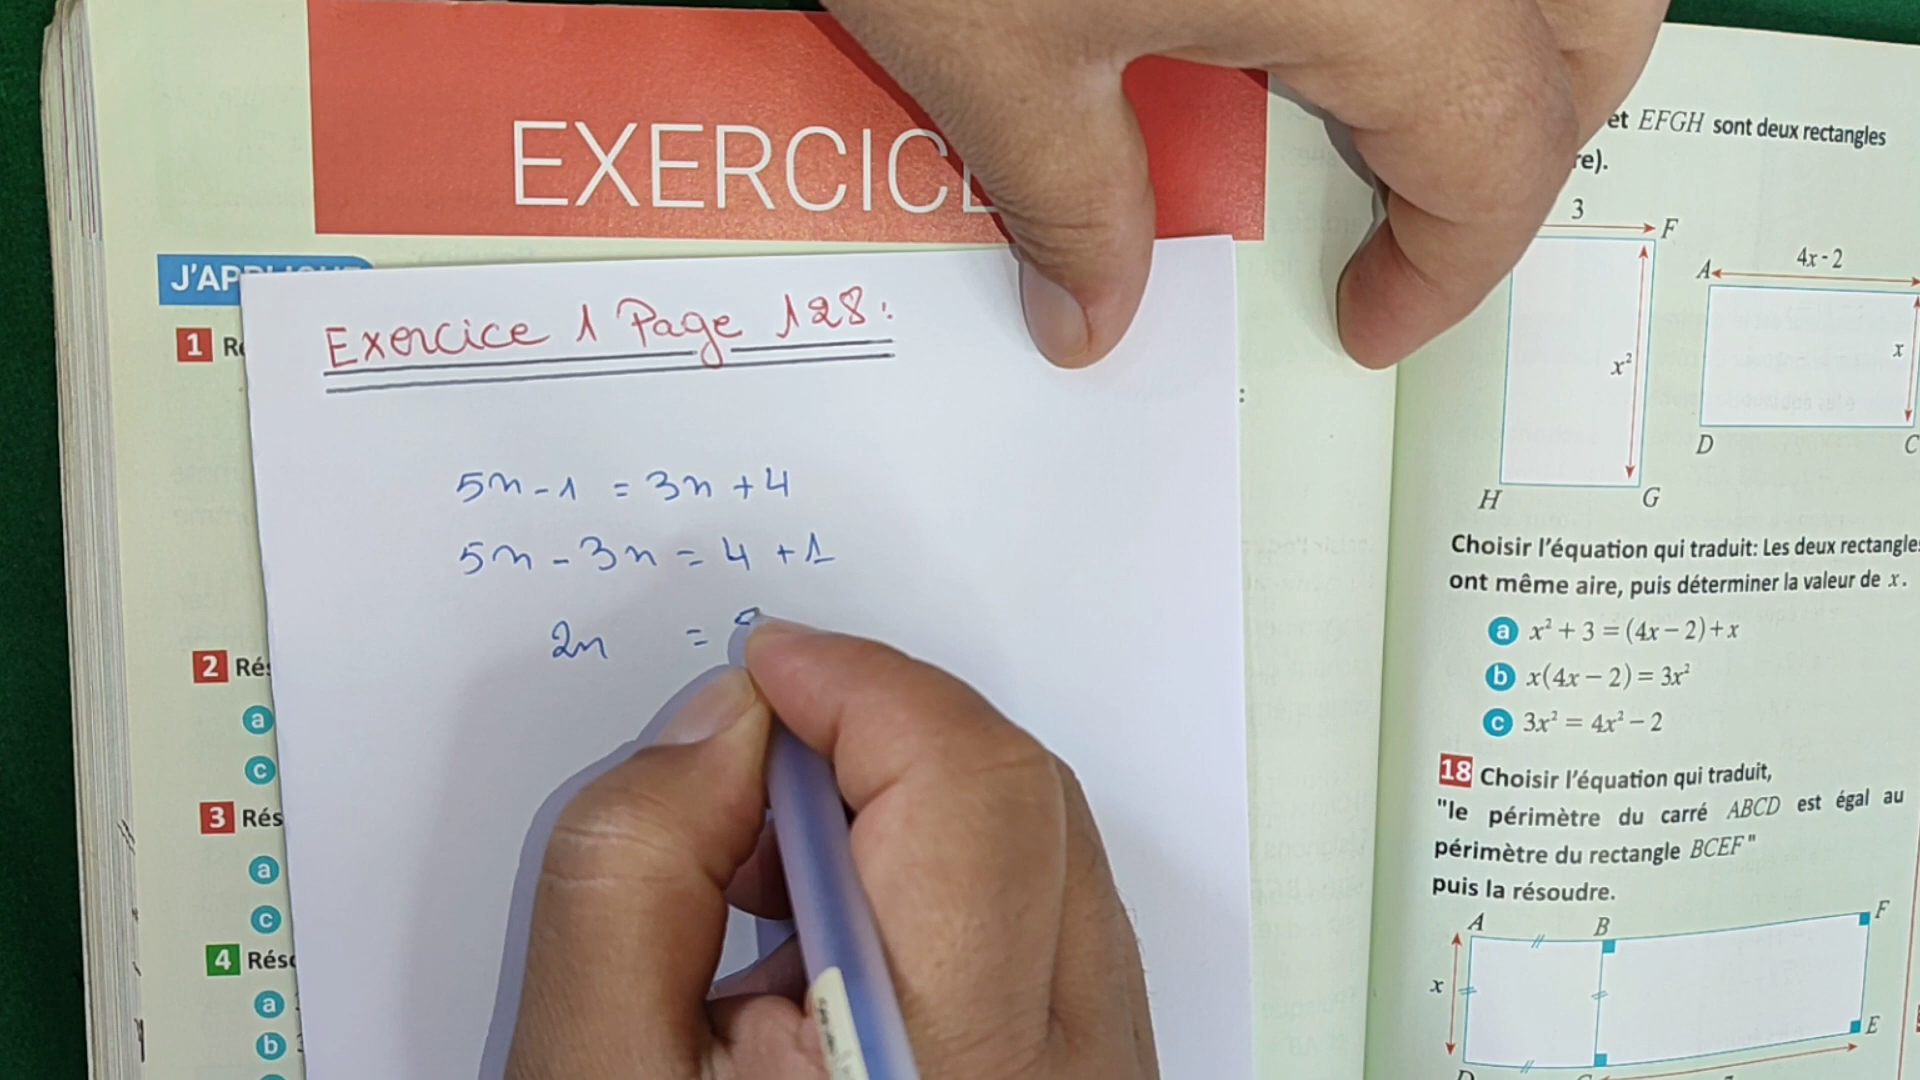 EXERCICE
J'AP
1
Exercice 1 Page 128:
5x - 1 = 3x + 4
5x - 3x = 4 + 1
2x =
:
2 Rés
a
c
3 Rés
a
c
4 Réso
a
b
et EFGH sont deux rectangles
re).
3
F
x²
H
G
A
4x - 2
x
D
C
Choisir l'équation qui traduit: Les deux rectangles
ont même aire, puis déterminer la valeur de x.
a x² + 3 = (4x - 2) + x
b x(4x - 2) = 3x²
c 3x² = 4x² - 2
18 Choisir l'équation qui traduit,
"le périmètre du carré ABCD est égal au
périmètre du rectangle BCEF"
puis la résoudre.
A
B
F
x
E
D